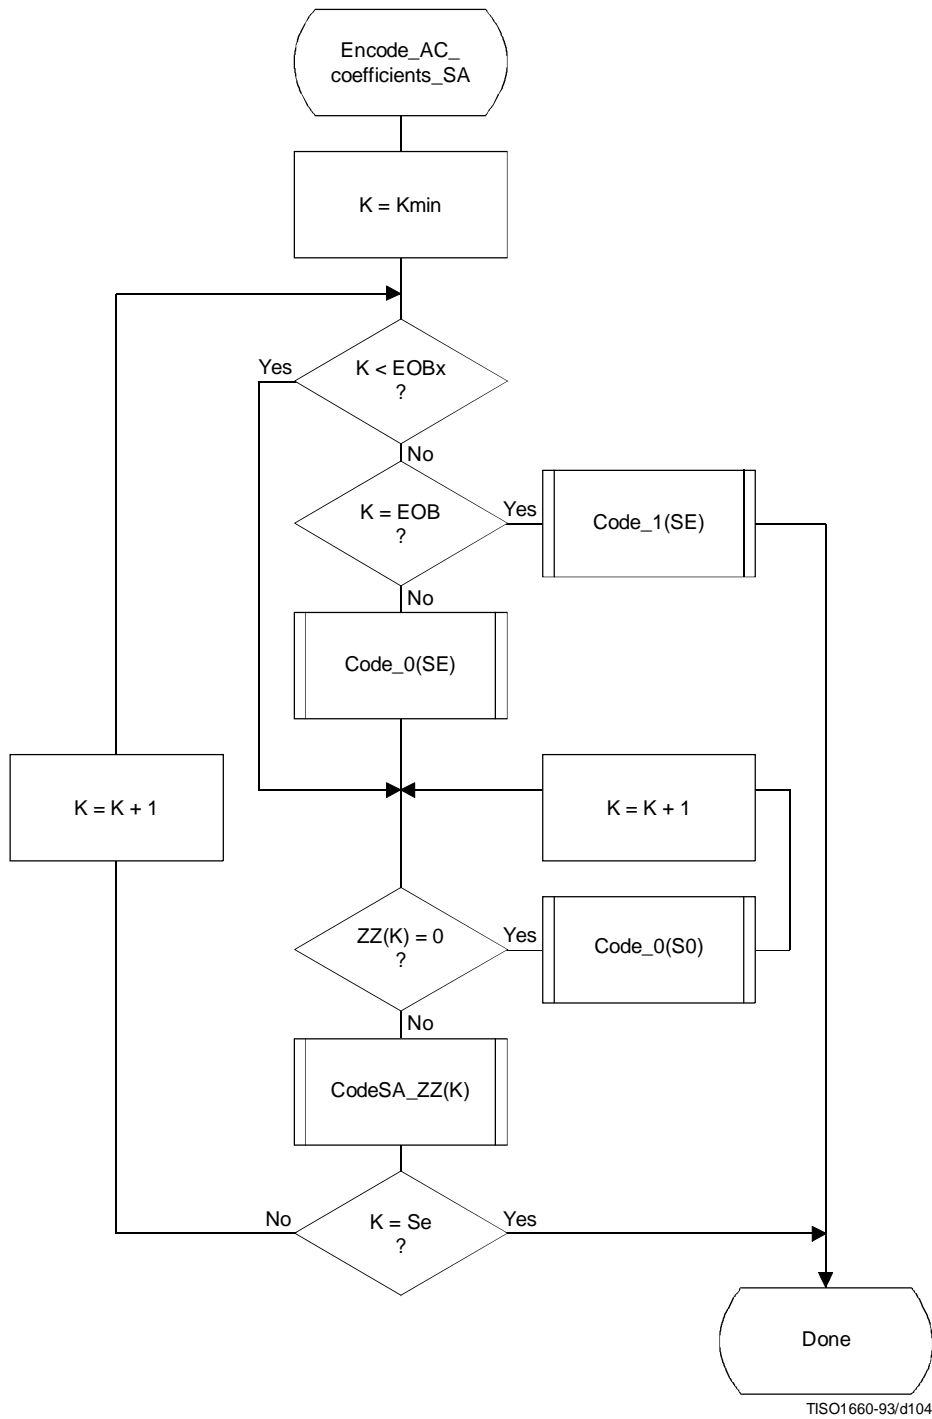 Encode_AC_
coefficients_SA
K = Kmin
Yes
K < EOBx
?
No
K = EOB
?
Yes
Code_1(SE)
No
Code_0(SE)
K = K + 1
K = K + 1
ZZ(K) = 0
?
Yes
Code_0(S0)
No
CodeSA_ZZ(K)
No
K = Se
?
Yes
Done
TISO1660-93/d104